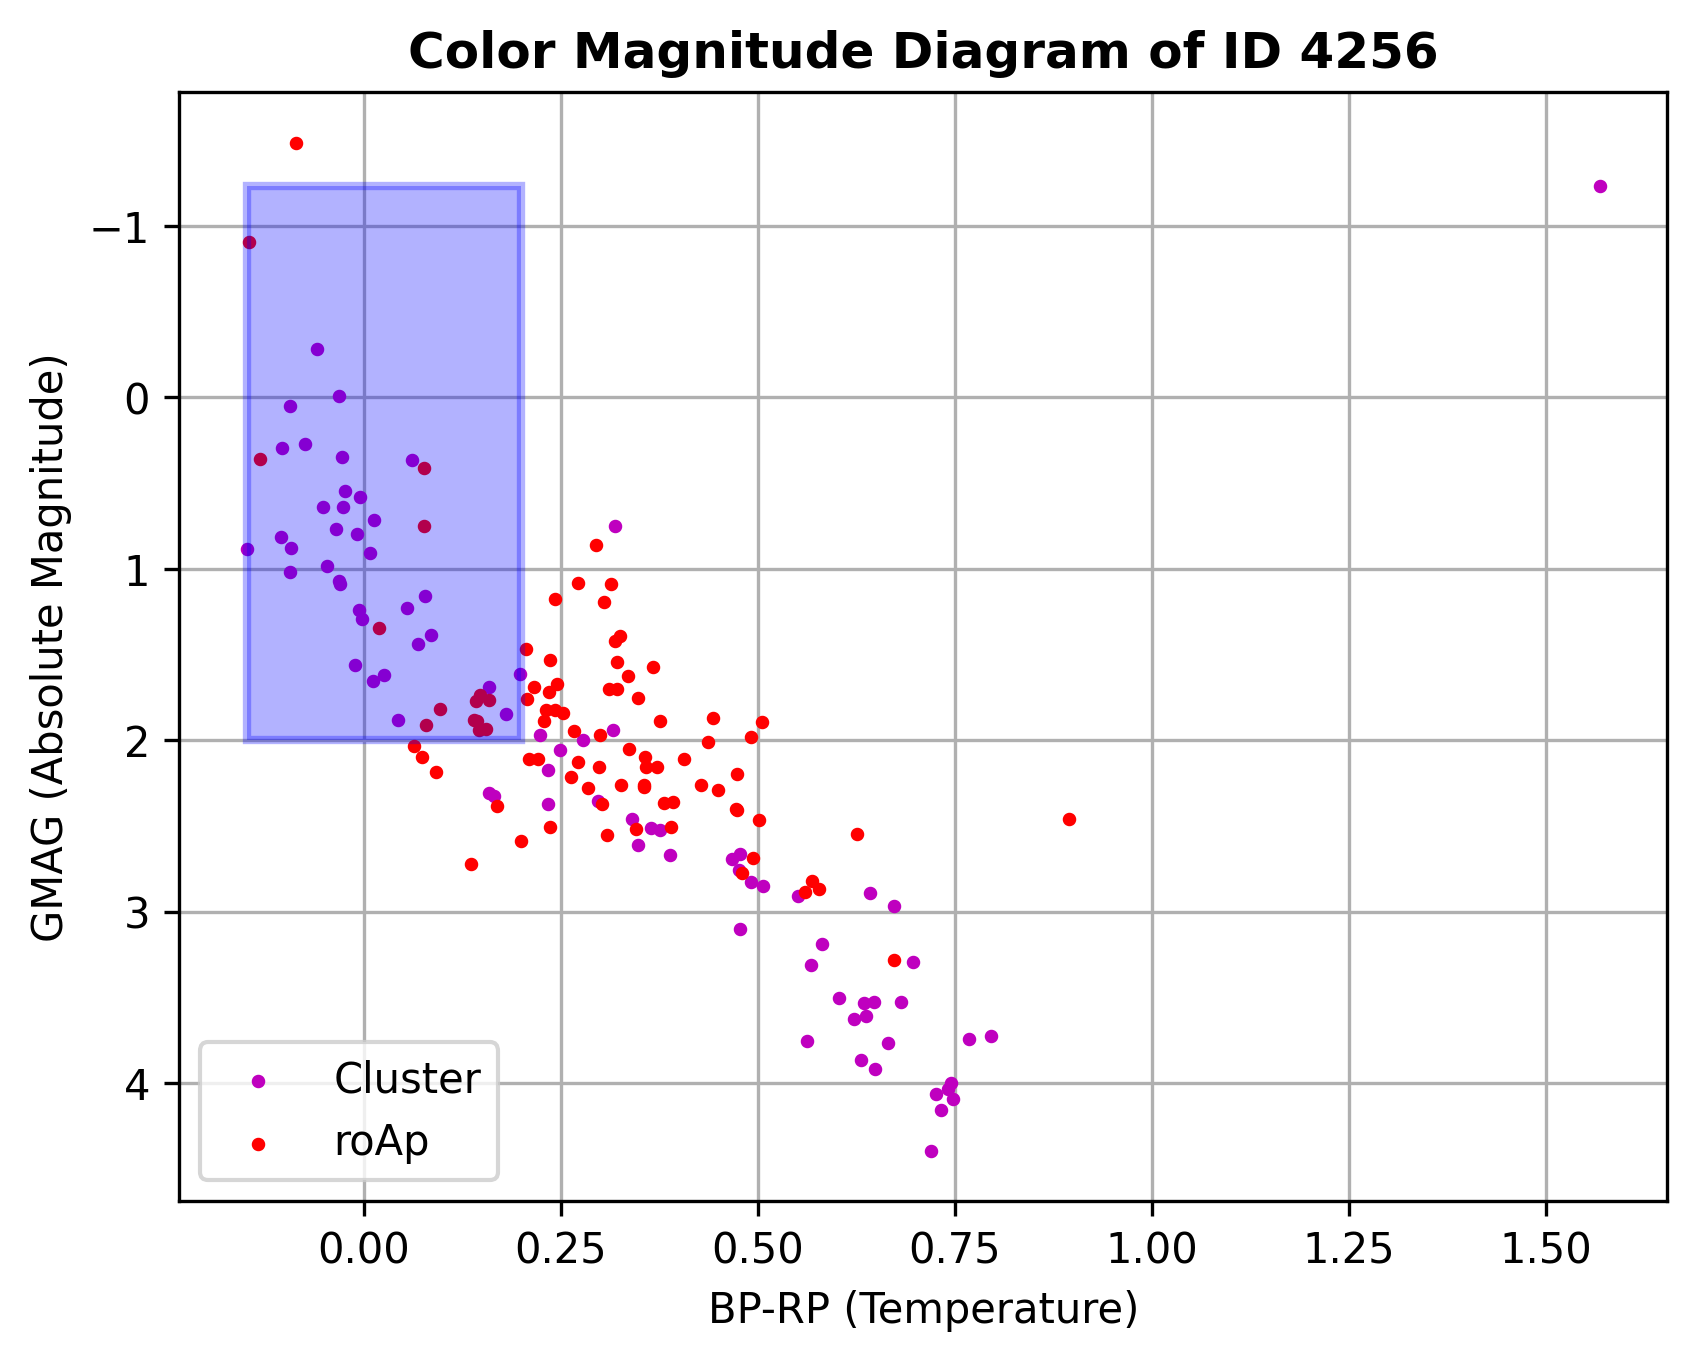 Color Magnitude Diagram of ID 4256
GMAG (Absolute Magnitude)
−1
0
1
2
3
4
Cluster
roAp
0.00 0.25 0.50 0.75 1.00 1.25 1.50
BP-RP (Temperature)